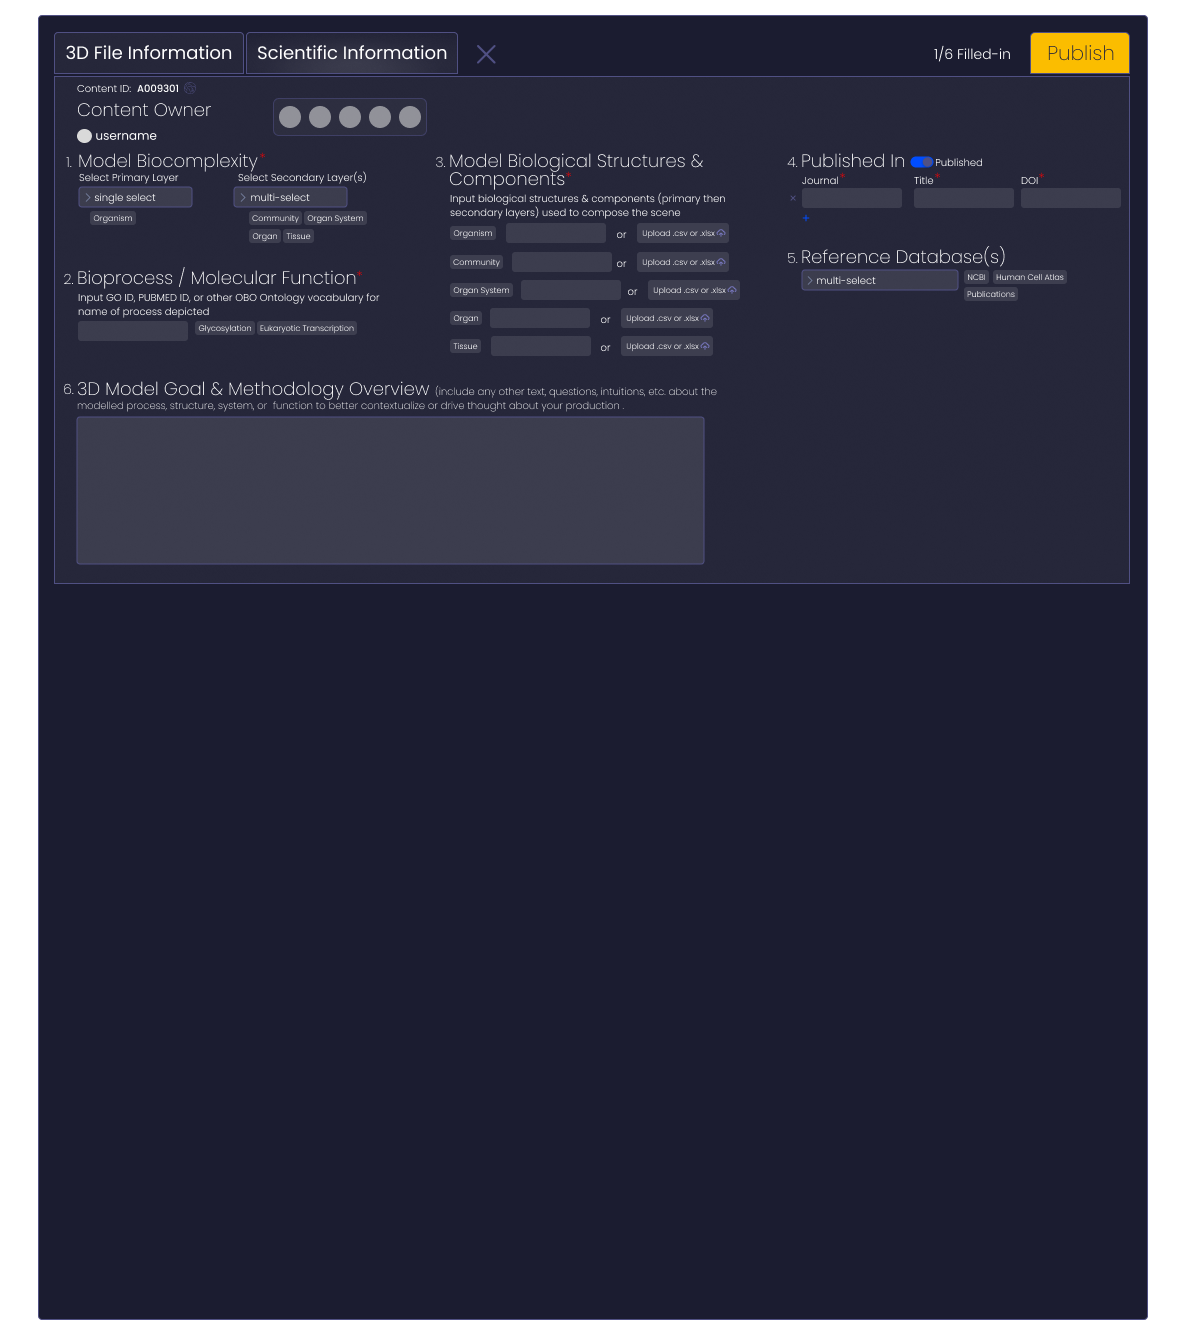 3D File Information
Scientific Information
1/6 Filled-in
Publish
Content ID: A009301
Content Owner
username
1. Model Biocomplexity*
Select Primary Layer
Select Secondary Layer(s)
> single select
> multi-select
Organism
Community
Organ System
Organ
Tissue
2. Bioprocess / Molecular Function*
Input GO ID, PUBMED ID, or other OBO Ontology vocabulary for
name of process depicted
Glycosylation
Eukaryotic Transcription
3. Model Biological Structures &
Components*
Input biological structures & components (primary then
secondary layers) used to compose the scene
Organism or Upload .csv or .xlsx
Community or Upload .csv or .xlsx
Organ System or Upload .csv or .xlsx
Organ or Upload .csv or .xlsx
Tissue or Upload .csv or .xlsx
4. Published In Published
Journal* Title* DOI*
×
+
5. Reference Database(s)
> multi-select
NCBI
Human Cell Atlas
Publications
6. 3D Model Goal & Methodology Overview (include any other text, questions, intuitions, etc. about the
modelled process, structure, system, or function to better contextualize or drive thought about your production .